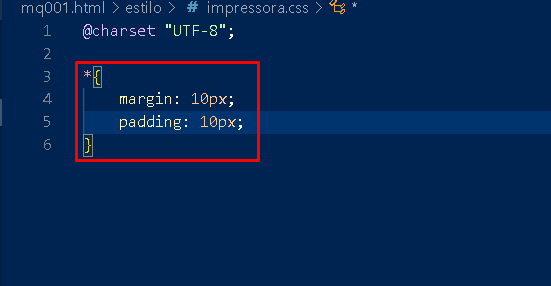 mq001.html > estilo > # impressora.css > *
1 @charset "UTF-8";
2
3 *{
4 margin: 10px;
5 padding: 10px;
6 }